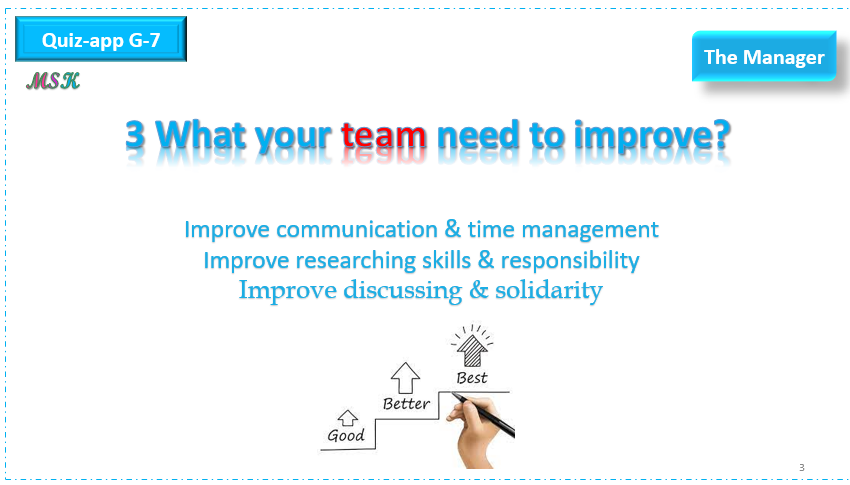 Quiz-app G-7
The Manager
MSK
3 What your team need to improve?
Improve communication & time management
Improve researching skills & responsibility
Improve discussing & solidarity
Best
Better
Good
3